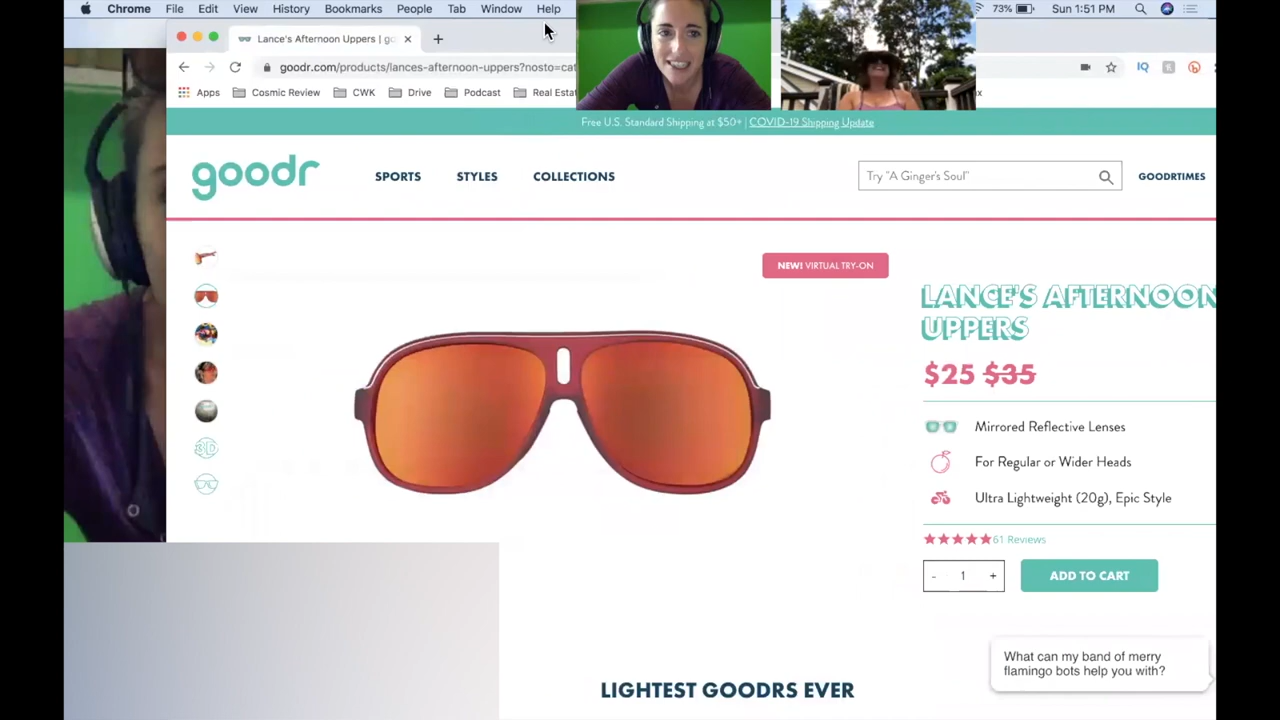 Chrome File Edit View History Bookmarks People Tab Window Help 73% Sun 1:51 PM
Lance's Afternoon Uppers | go
goodr.com/products/lances-afternoon-uppers?nosto=cat
Apps Cosmic Review CWK Drive Podcast Real Esta
Free U.S. Standard Shipping at $50+ | COVID-19 Shipping Update
goodr SPORTS STYLES COLLECTIONS Try "A Ginger's Soul" GOODRTIMES
NEW! VIRTUAL TRY-ON
LANCE'S AFTERNOON
UPPERS
$25 $35
Mirrored Reflective Lenses
For Regular or Wider Heads
3D
Ultra Lightweight (20g), Epic Style
61 Reviews
- 1 + ADD TO CART
What can my band of merry
flamingo bots help you with?
LIGHTEST GOODRS EVER